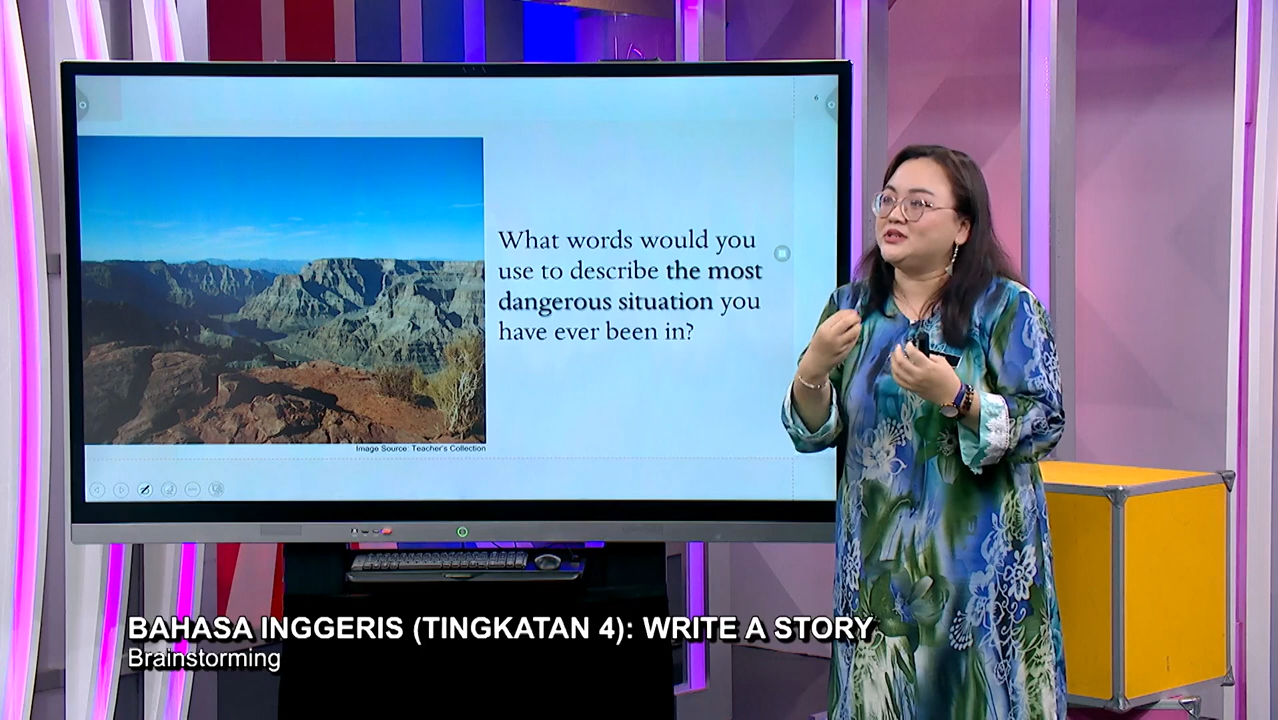 6
What words would you
use to describe the most
dangerous situation you
have ever been in?
Image Source: Teacher's Collection
BAHASA INGGERIS (TINGKATAN 4): WRITE A STORY
Brainstorming